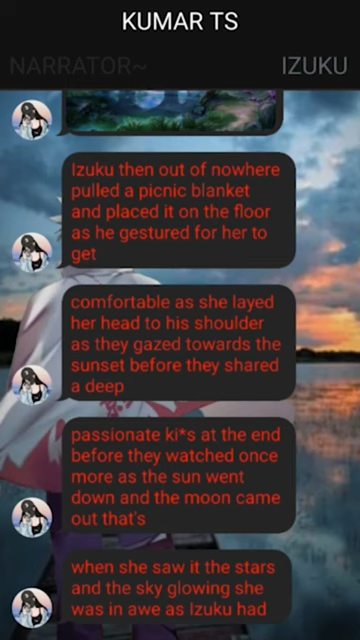 KUMAR TS
NARRATOR~ IZUKU
Izuku then out of nowhere
pulled a picnic blanket
and placed it on the floor
as he gestured for her to
get
comfortable as she layed
her head to his shoulder
as they gazed towards the
sunset before they shared
a deep
passionate ki*s at the end
before they watched once
more as the sun went
down and the moon came
out that's
when she saw it the stars
and the sky glowing she
was in awe as Izuku had